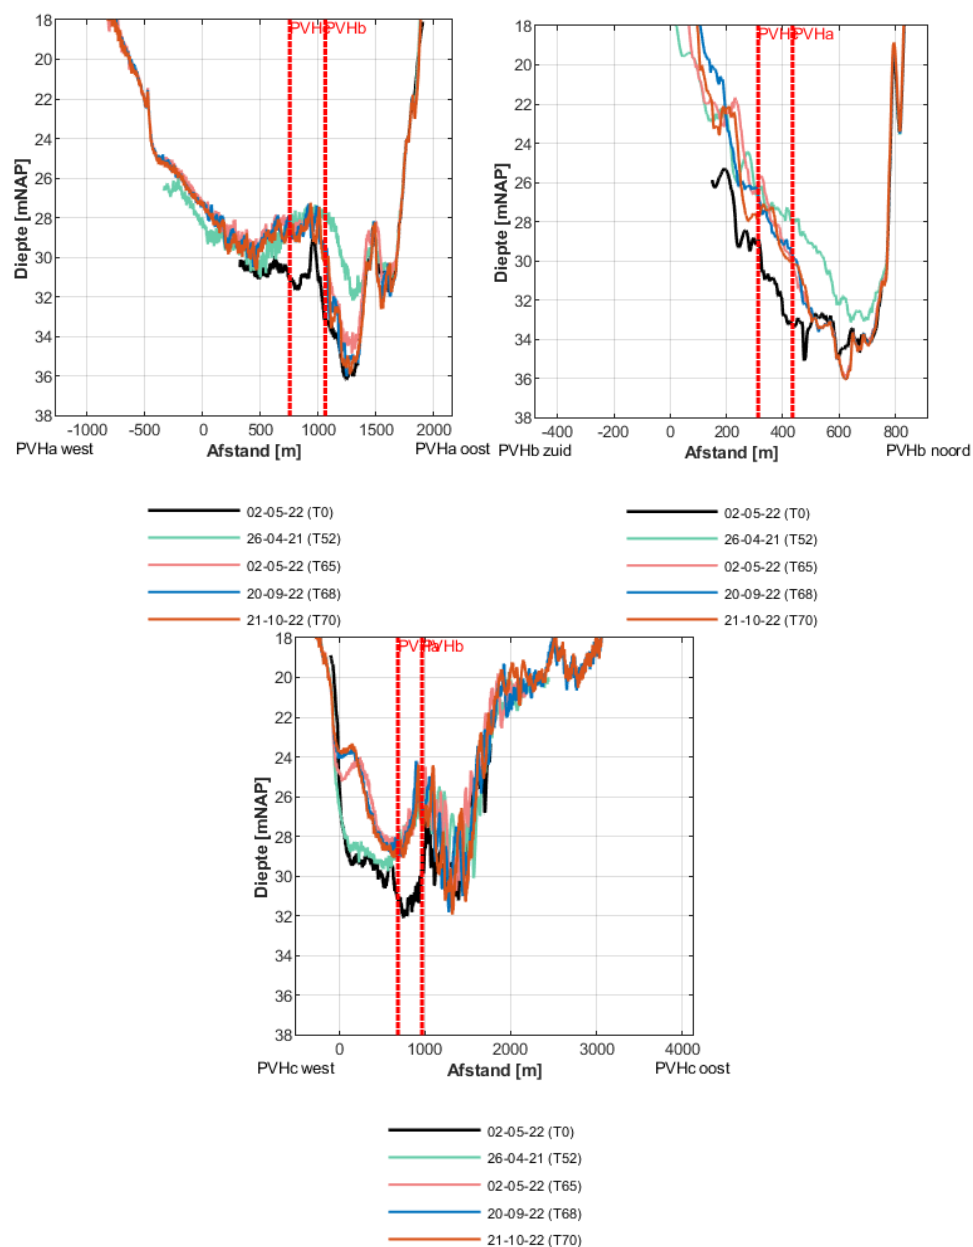 PVHc PVHb
18
20
22
24
26
28
30
32
34
36
38
Diepte [mNAP]
-1000 -500 0 500 1000 1500 2000
PVHa west Afstand [m] PVHa oost
PVHc PVHa
18
20
22
24
26
28
30
32
34
36
38
Diepte [mNAP]
-400 -200 0 200 400 600 800
PVHb zuid Afstand [m] PVHb noord
02-05-22 (T0)
26-04-21 (T52)
02-05-22 (T65)
20-09-22 (T68)
21-10-22 (T70)
02-05-22 (T0)
26-04-21 (T52)
02-05-22 (T65)
20-09-22 (T68)
21-10-22 (T70)
PVHa PVHb
18
20
22
24
26
28
30
32
34
36
38
Diepte [mNAP]
0 1000 2000 3000 4000
PVHc west Afstand [m] PVHc oost
02-05-22 (T0)
26-04-21 (T52)
02-05-22 (T65)
20-09-22 (T68)
21-10-22 (T70)